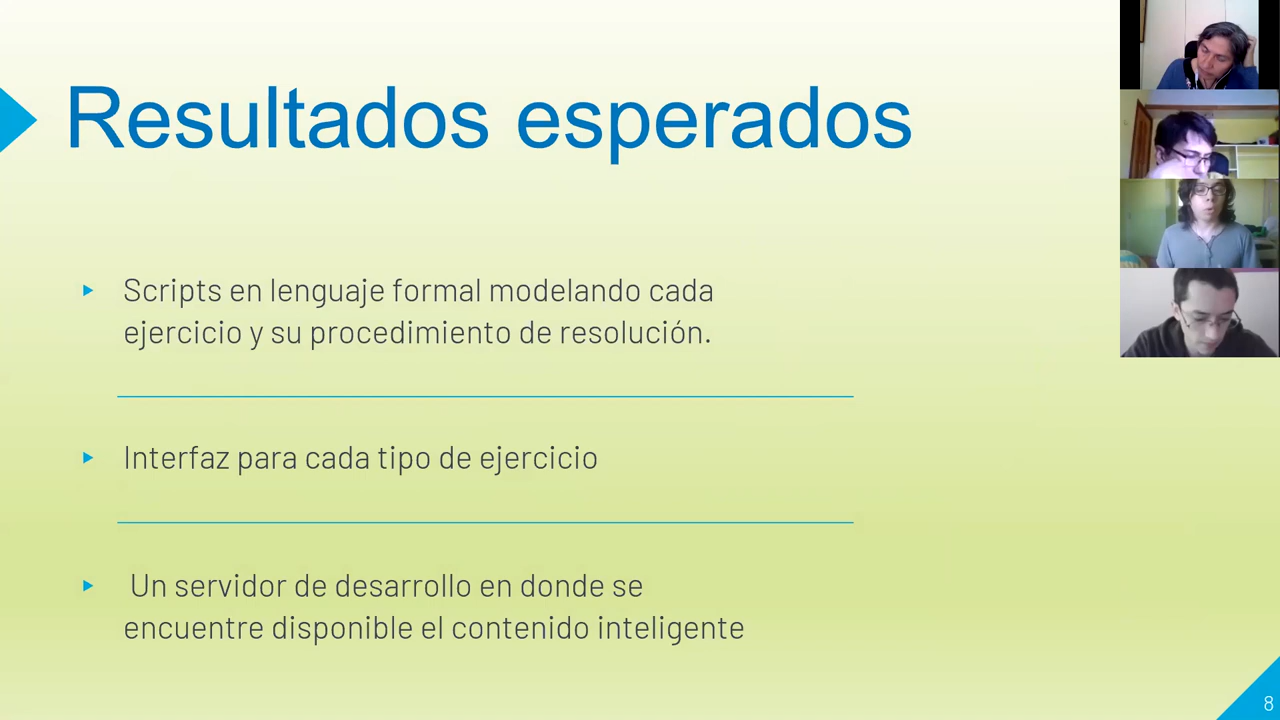 Resultados esperados
Scripts en lenguaje formal modelando cada
ejercicio y su procedimiento de resolución.
Interfaz para cada tipo de ejercicio
Un servidor de desarrollo en donde se
encuentre disponible el contenido inteligente
8